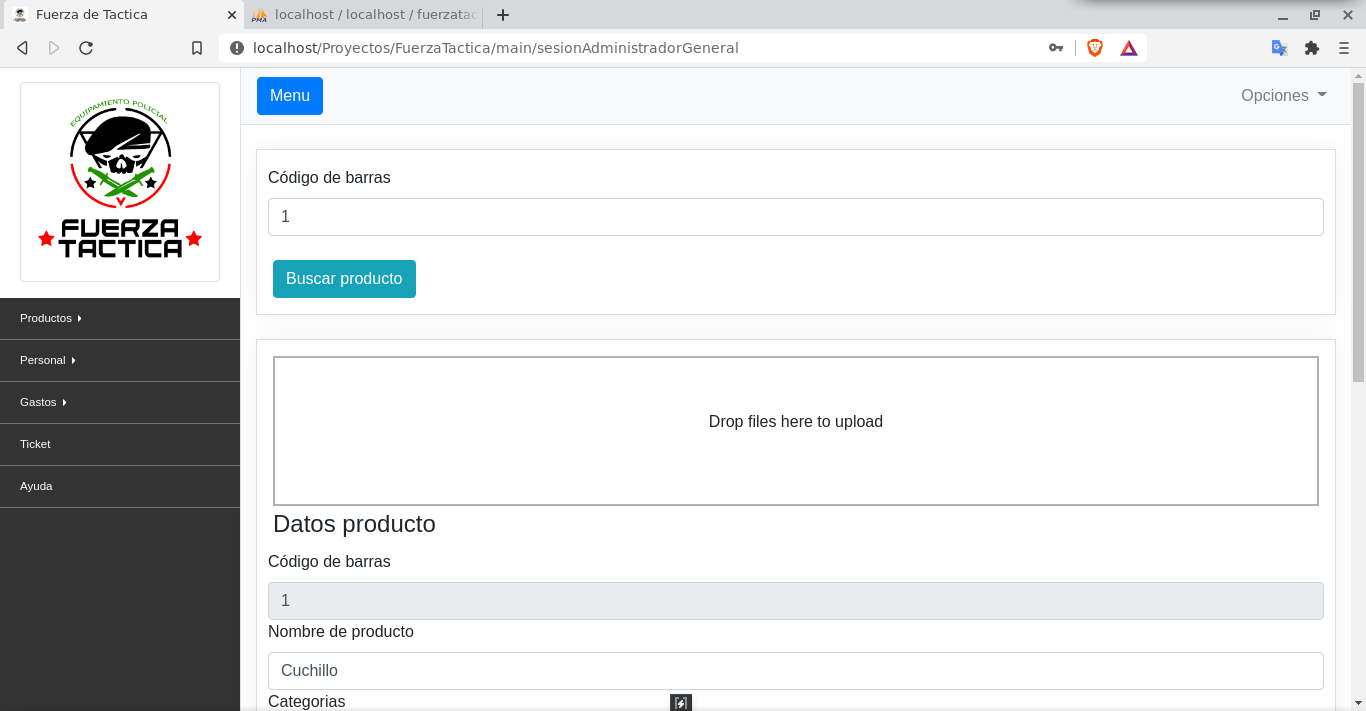 Fuerza de Tactica
localhost / localhost / fuerzatac
localhost/Proyectos/FuerzaTactica/main/sesionAdministradorGeneral
EQUIPAMIENTO POLICIAL
FUERZA
TACTICA
Productos
Personal
Gastos
Ticket
Ayuda
Menu
Opciones
Código de barras
1
Buscar producto
Drop files here to upload
Datos producto
Código de barras
1
Nombre de producto
Cuchillo
Categorias